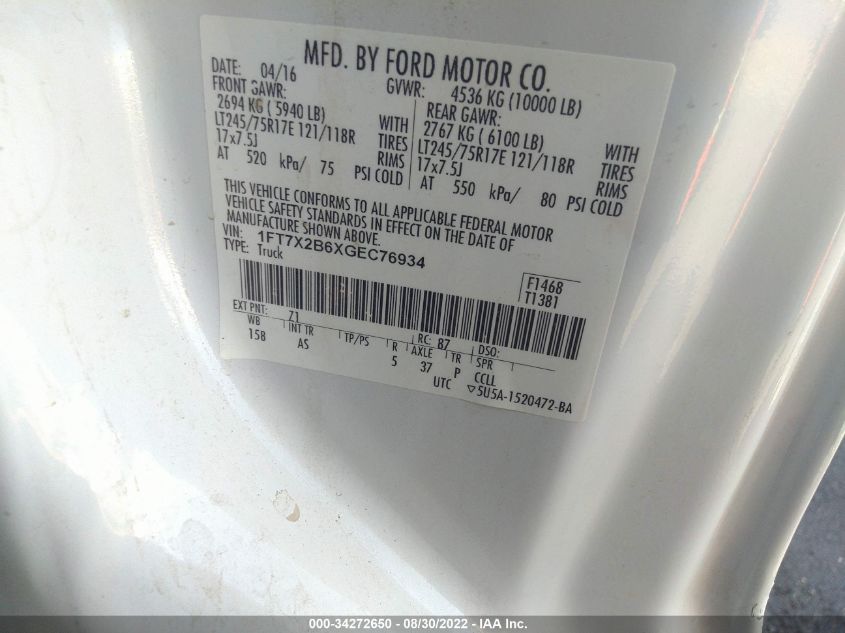 MFD. BY FORD MOTOR CO.
DATE: 04/16 GVWR: 4536 KG (10000 LB)
FRONT GAWR: REAR GAWR:
2694 KG ( 5940 LB) WITH 2767 KG ( 6100 LB) WITH
LT245/75R17E 121/118R TIRES LT245/75R17E 121/118R TIRES
17x7.5J RIMS 17x7.5J RIMS
AT 520 kPa/ 75 PSI COLD AT 550 kPa/ 80 PSI COLD
THIS VEHICLE CONFORMS TO ALL APPLICABLE FEDERAL MOTOR
VEHICLE SAFETY STANDARDS IN EFFECT ON THE DATE OF
MANUFACTURE SHOWN ABOVE.
VIN: 1FT7X2B6XGEC76934
TYPE: Truck
F1468
T1381
EXT PNT: Z1 RC: 87 DSO:
WB INT TR TP/PS R AXLE TR SPR
158 AS 5 37 P CCLL
UTC ▽5U5A-1520472-BA
000-34272650 - 08/30/2022 - IAA Inc.